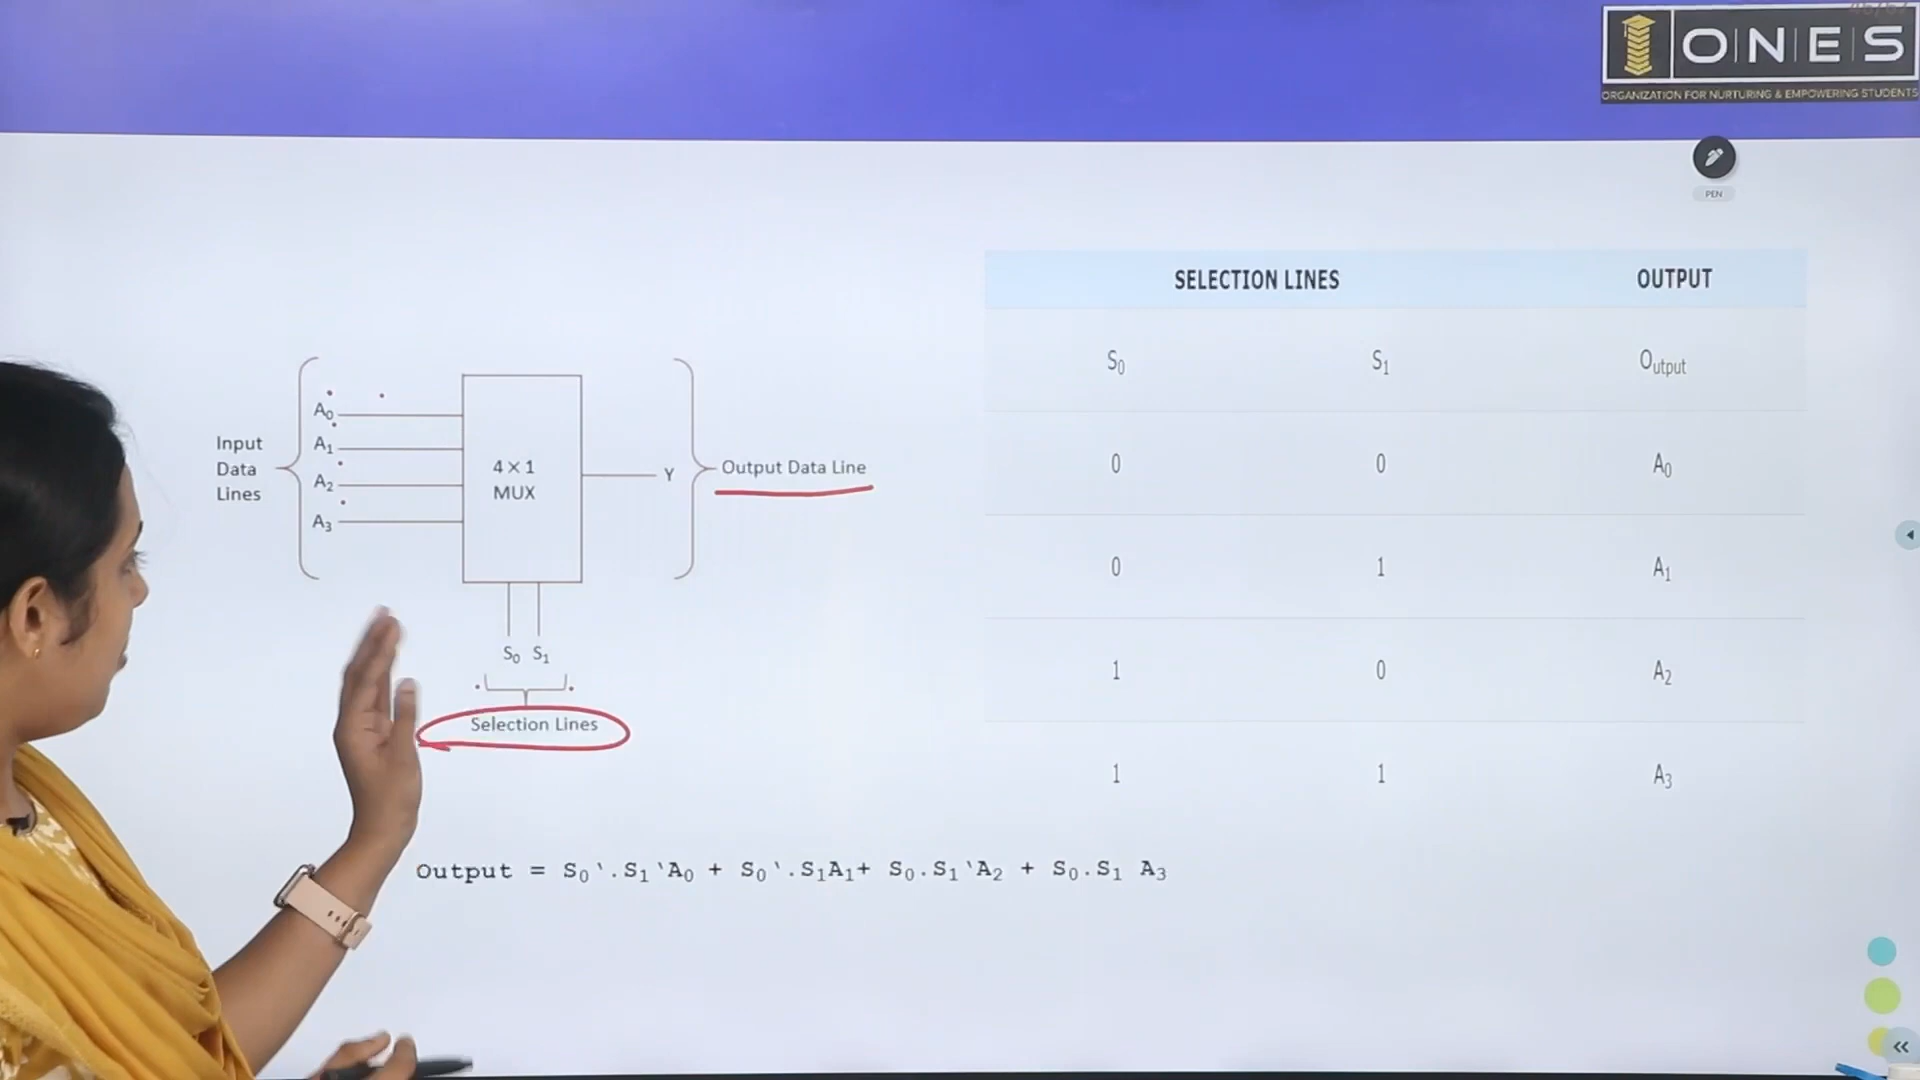 O|N|E|S
ORGANIZATION FOR NURTURING & EMPOWERING STUDENTS
PEN
Input
Data
Lines
A₀
A₁
A₂
A₃
4×1
MUX
Y
Output Data Line
S₀ S₁
Selection Lines
SELECTION LINES OUTPUT
S₀ S₁ Oᵤₜₚᵤₜ
0 0 A₀
0 1 A₁
1 0 A₂
1 1 A₃
Output = S₀‵.S₁‵A₀ + S₀‵.S₁A₁+ S₀.S₁‵A₂ + S₀.S₁ A₃